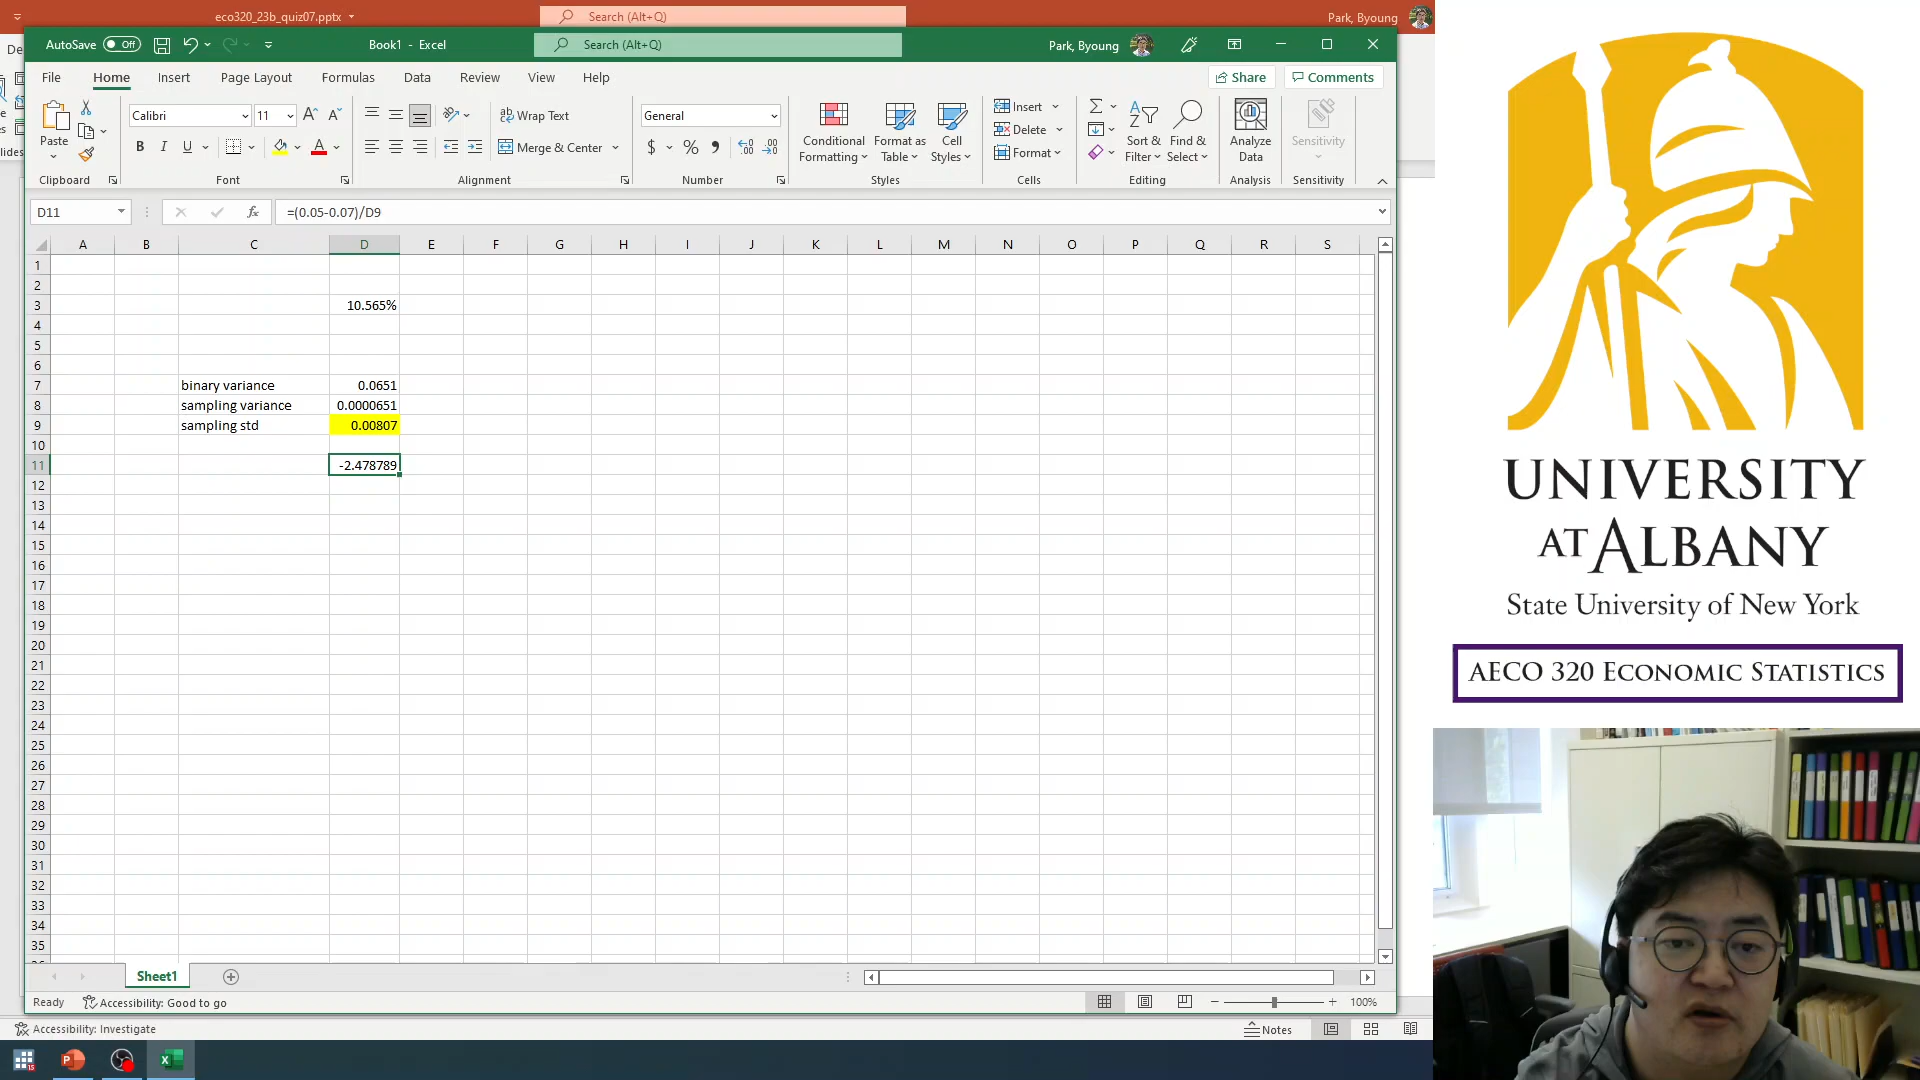 eco320_23b_quiz07.pptx
Search (Alt+Q)
Park, Byoung
AutoSave Off
Book1 - Excel
Search (Alt+Q)
Park, Byoung
File Home Insert Page Layout Formulas Data Review View Help
Share Comments
Paste
Clipboard
Calibri 11
B I U
Font
Wrap Text
Merge & Center
Alignment
General
$ % 9
Number
Conditional Formatting
Format as Table
Cell Styles
Styles
Insert
Delete
Format
Cells
Sort & Filter
Find & Select
Editing
Analyze Data
Analysis
Sensitivity
Sensitivity
D11 fx =(0.05-0.07)/D9
A B C D E F G H I J K L M N O P Q R S
1
2
3 10.565%
4
5
6
7 binary variance 0.0651
8 sampling variance 0.0000651
9 sampling std 0.00807
10
11 -2.478789
12
13
14
15
16
17
18
19
20
21
22
23
24
25
26
27
28
29
30
31
32
33
34
35
Sheet1
Ready Accessibility: Good to go
100%
Accessibility: Investigate
Notes
UNIVERSITY
AT ALBANY
State University of New York
AECO 320 Economic Statistics